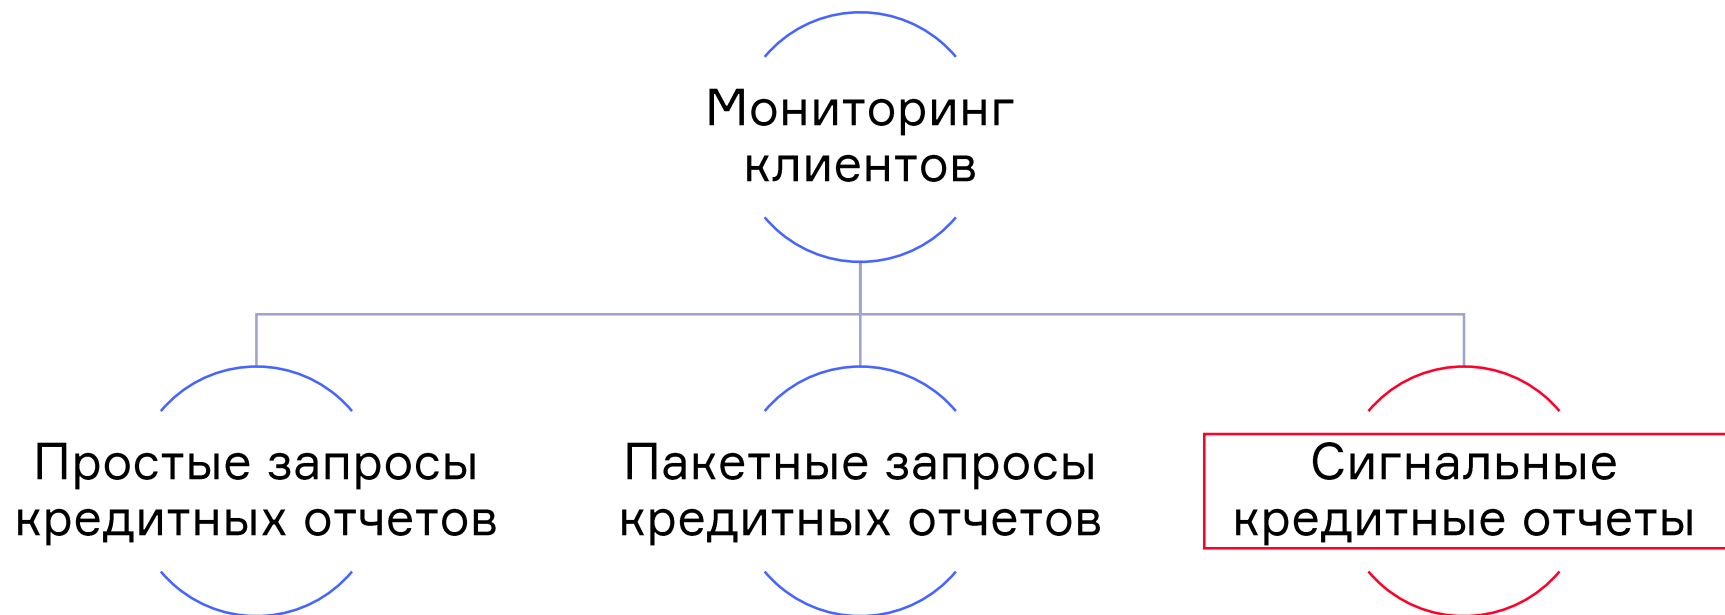 Мониторинг
клиентов
Простые запросы
кредитных отчетов
Пакетные запросы
кредитных отчетов
Сигнальные
кредитные отчеты